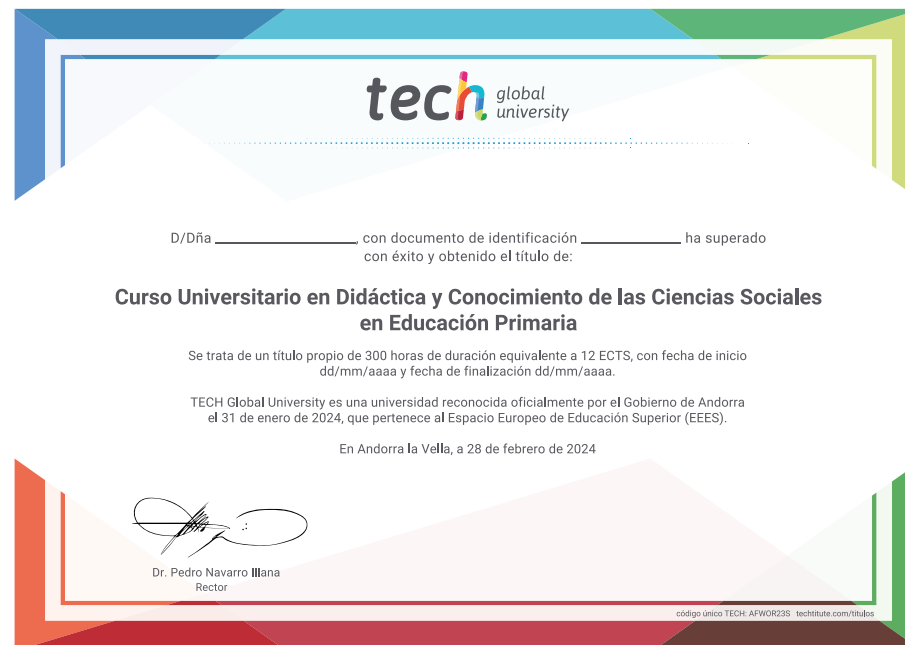 tech global university
D/Dña ____________, con documento de identificación ____________ ha superado
con éxito y obtenido el título de:
Curso Universitario en Didáctica y Conocimiento de las Ciencias Sociales
en Educación Primaria
Se trata de un título propio de 300 horas de duración equivalente a 12 ECTS, con fecha de inicio
dd/mm/aaaa y fecha de finalización dd/mm/aaaa.
TECH Global University es una universidad reconocida oficialmente por el Gobierno de Andorra
el 31 de enero de 2024, que pertenece al Espacio Europeo de Educación Superior (EEES).
En Andorra la Vella, a 28 de febrero de 2024
Dr. Pedro Navarro Illana
Rector
código único TECH: AFWOR23S techtitute.com/titulos